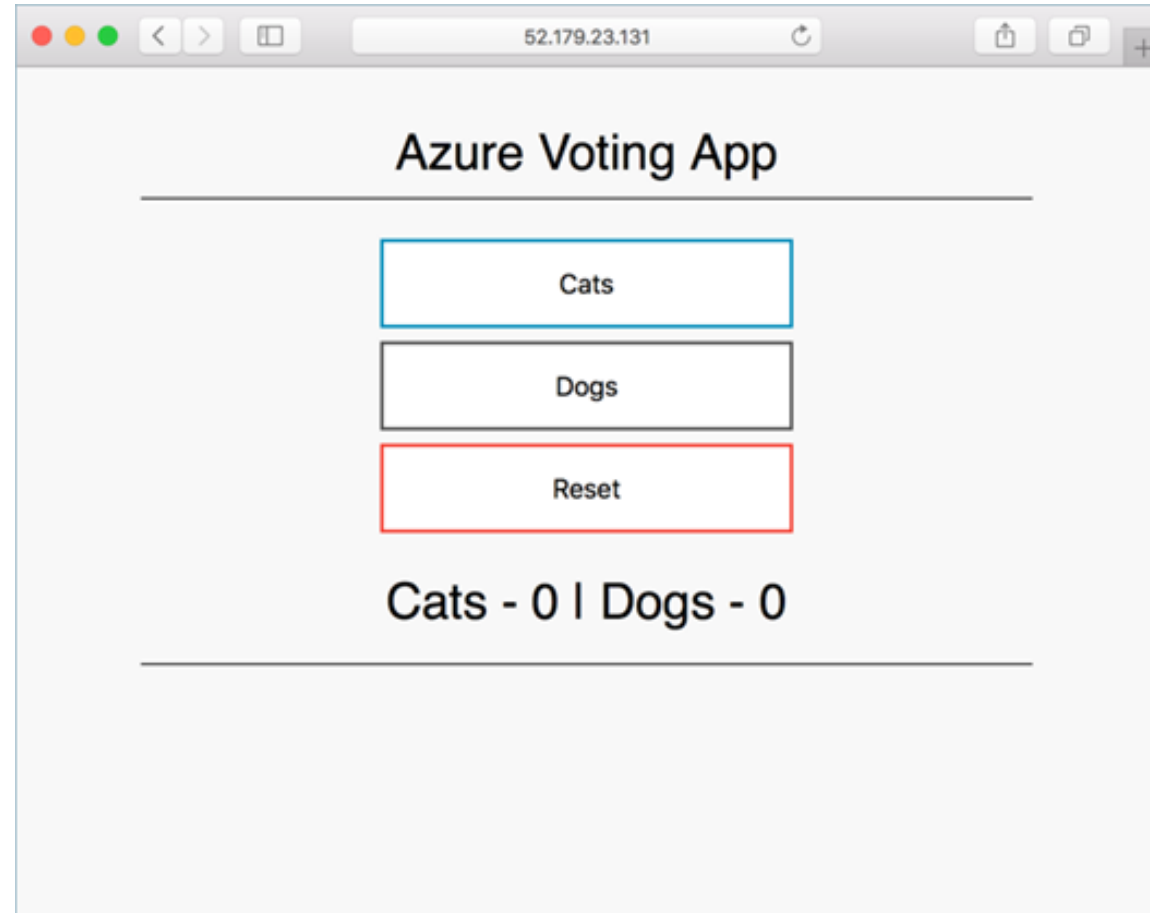 52.179.23.131
Azure Voting App
Cats
Dogs
Reset
Cats - 0 | Dogs - 0